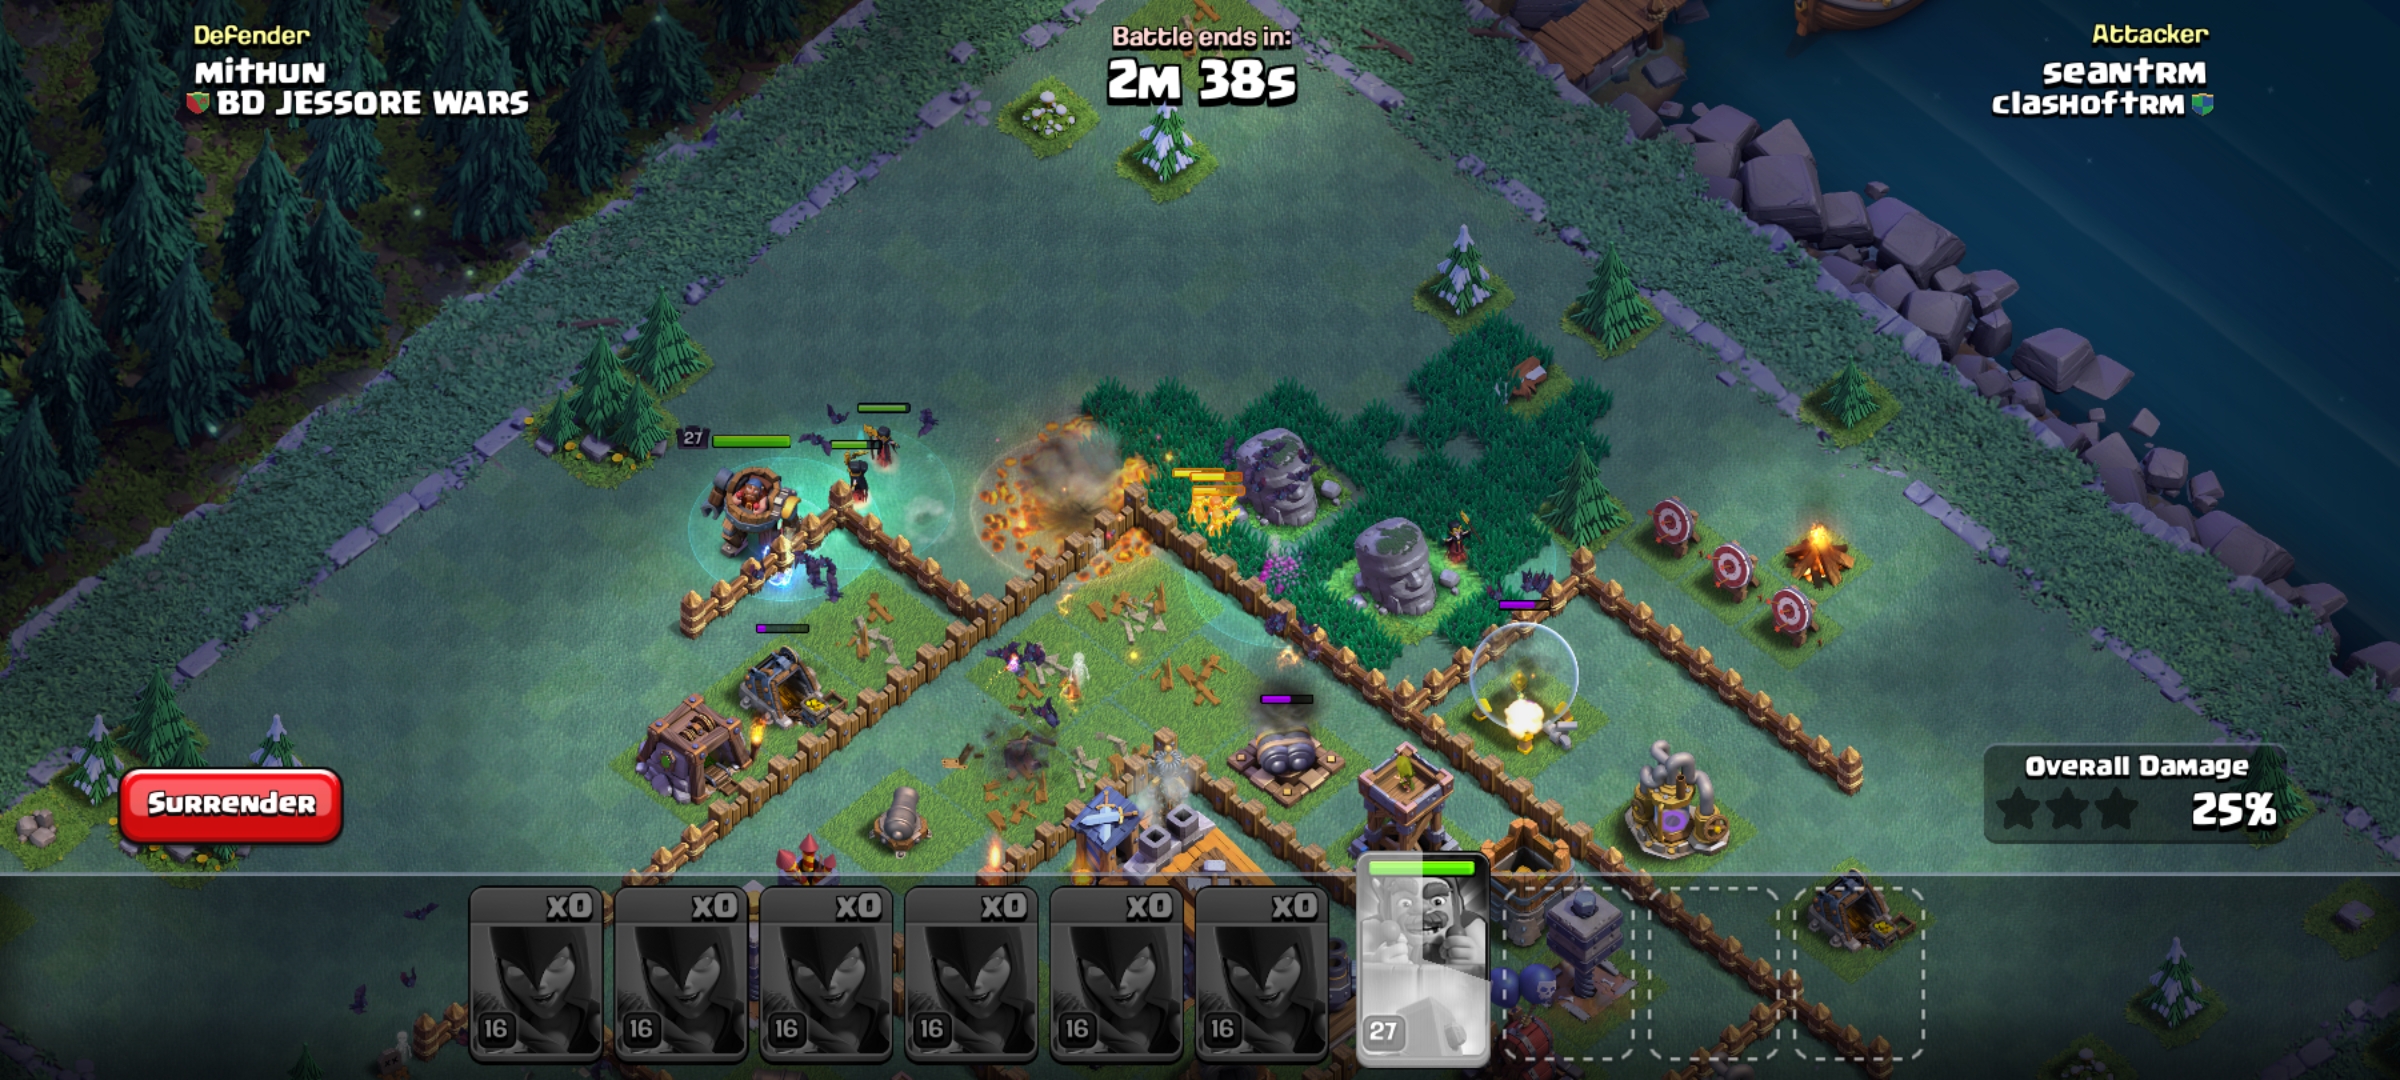 Defender
MITHUN
BD JESSORE WARS
Battle ends in:
2M 38s
Attacker
seantRM
clashoftRM
27
Surrender
Overall Damage
25%
x0
x0
x0
x0
x0
x0
16
16
16
16
16
16
27